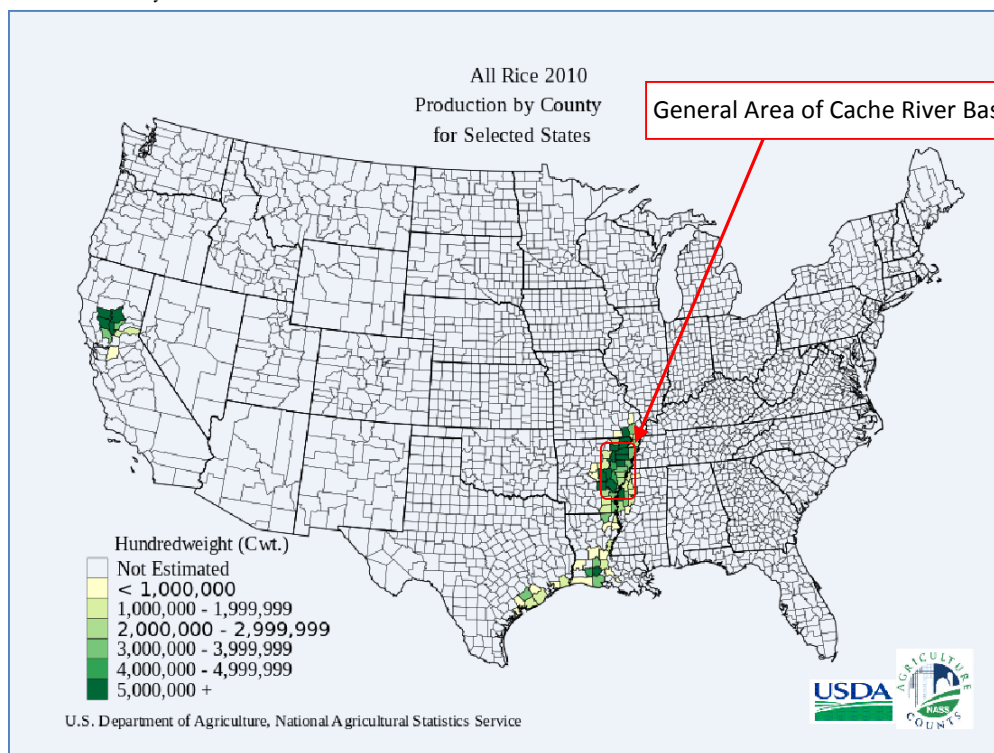 All Rice 2010
Production by County
for Selected States
General Area of Cache River Bas
Hundredweight (Cwt.)
Not Estimated
< 1,000,000
1,000,000 - 1,999,999
2,000,000 - 2,999,999
3,000,000 - 3,999,999
4,000,000 - 4,999,999
5,000,000 +
U.S. Department of Agriculture, National Agricultural Statistics Service
USDA
AGRICULTURE
NASS
COUNTS